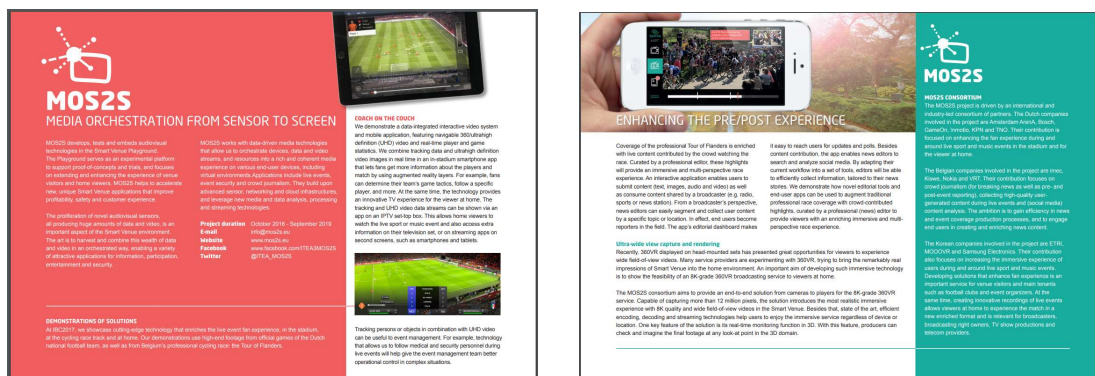 MOS2S
MEDIA ORCHESTRATION FROM SENSOR TO SCREEN
MOS2S develops, tests and embeds audiovisual
technologies in the Smart Venue Playground.
The Playground serves as an experimental platform
to support proof-of-concepts and trials, and focuses
on extending and enhancing the experience of venue
visitors and home viewers. MOS2S helps to accelerate
new, unique Smart Venue applications that improve
profitability, safety and customer experience.
The proliferation of novel audiovisual sensors,
all producing huge amounts of data and video, is an
important aspect of the Smart Venue environment.
The art is to harvest and combine this wealth of data
and video in an orchestrated way, enabling a variety
of attractive applications for information, participation,
entertainment and security.
MOS2S works with data-driven media technologies
that allow us to orchestrate devices, data and video
streams, and resources into a rich and coherent media
experience on various end-user devices, including
virtual environments. Applications include live events,
event security and crowd journalism. They build upon
advanced sensor, networking and cloud infrastructures,
and leverage new media and data analysis, processing
and streaming technologies.
Project duration October 2016 - September 2019
E-mail info@mos2s.eu
Website www.mos2s.eu
Facebook www.facebook.com/ITEA3MOS2S
Twitter @ITEA_MOS2S
DEMONSTRATIONS OF SOLUTIONS
At IBC2017, we showcase cutting-edge technology that enriches the live event fan experience, in the stadium,
at the cycling race track and at home. Our demonstrations use high-end footage from official games of the Dutch
national football team, as well as from Belgium's professional cycling race: the Tour of Flanders.
COACH ON THE COUCH
We demonstrate a data-integrated interactive video system
and mobile application, featuring navigable 360/ultrahigh
definition (UHD) video and real-time player and game
statistics. We combine tracking data and ultrahigh definition
video images in real time in an in-stadium smartphone app
that lets fans get more information about the players and
match by using augmented reality layers. For example, fans
can determine their team's game tactics, follow a specific
player, and more. At the same time, the technology provides
an innovative TV experience for the viewer at home. The
tracking and UHD video data streams can be shown via an
app on an IPTV set-top box. This allows home viewers to
watch the live sport or music event and also access extra
information on their television set, or on streaming apps on
second screens, such as smartphones and tablets.
Tracking persons or objects in combination with UHD video
can be useful to event management. For example, technology
that allows us to follow medical and security personnel during
live events will help give the event management team better
operational control in complex situations.
ENHANCING THE PRE/POST EXPERIENCE
Coverage of the professional Tour of Flanders is enriched
with live content contributed by the crowd watching the
race. Curated by a professional editor, these highlights
will provide an immersive and multi-perspective race
experience. An interactive application enables users to
submit content (text, images, audio and video) as well
as consume content shared by a broadcaster (e.g. radio,
sports or news station). From a broadcaster's perspective,
news editors can easily segment and collect user content
by a specific topic or location. In effect, end users become
reporters in the field. The app's editorial dashboard makes
it easy to reach users for updates and polls. Besides
content contribution, the app enables news editors to
search and analyse social media. By adapting their
current workflow into a set of tools, editors will be able
to efficiently collect information, tailored to their news
stories. We demonstrate how novel editorial tools and
end-user apps can be used to augment traditional
professional race coverage with crowd-contributed
highlights, curated by a professional (news) editor to
provide viewers with an enriching immersive and multi-
perspective race experience.
Ultra-wide view capture and rendering
Recently, 360VR displayed on head-mounted sets has presented great opportunities for viewers to experience
wide field-of-view videos. Many service providers are experimenting with 360VR, trying to bring the remarkably real
impressions of Smart Venue into the home environment. An important aim of developing such immersive technology
is to show the feasibility of an 8K-grade 360VR broadcasting service to viewers at home.
The MOS2S consortium aims to provide an end-to-end solution from cameras to players for the 8K-grade 360VR
service. Capable of capturing more than 12 million pixels, the solution introduces the most realistic immersive
experience with 8K quality and wide field-of-view videos in the Smart Venue. Besides that, state of the art, efficient
encoding, decoding and streaming technologies help users to enjoy the immersive service regardless of device or
location. One key feature of the solution is its real-time monitoring function in 3D. With this feature, producers can
check and imagine the final footage at any look-at point in the 3D domain.
MOS2S
MOS2S CONSORTIUM
The MOS2S project is driven by an international and
industry-led consortium of partners. The Dutch companies
involved in the project are Amsterdam ArenA, Bosch,
GameOn, Inmotio, KPN and TNO. Their contribution is
focused on enhancing the fan experience during and
around live sport and music events in the stadium and for
the viewer at home.
The Belgian companies involved in the project are imec,
Kiswe, Nokia and VRT. Their contribution focuses on
crowd journalism (for breaking news as well as pre- and
post-event reporting), collecting high-quality user-
generated content during live events and (social media)
content analysis. The ambition is to gain efficiency in news
and event coverage production processes, and to engage
end users in creating and enriching news content.
The Korean companies involved in the project are ETRI,
MOOOVR and Samsung Electronics. Their contribution
also focuses on increasing the immersive experience of
users during and around live sport and music events.
Developing solutions that enhance fan experience is an
important service for venue visitors and main tenants
such as football clubs and event organizers. At the
same time, creating innovative recordings of live events
allows viewers at home to experience the match in a
new enriched format and is relevant for broadcasters,
broadcasting right owners, TV show productions and
telecom providers.